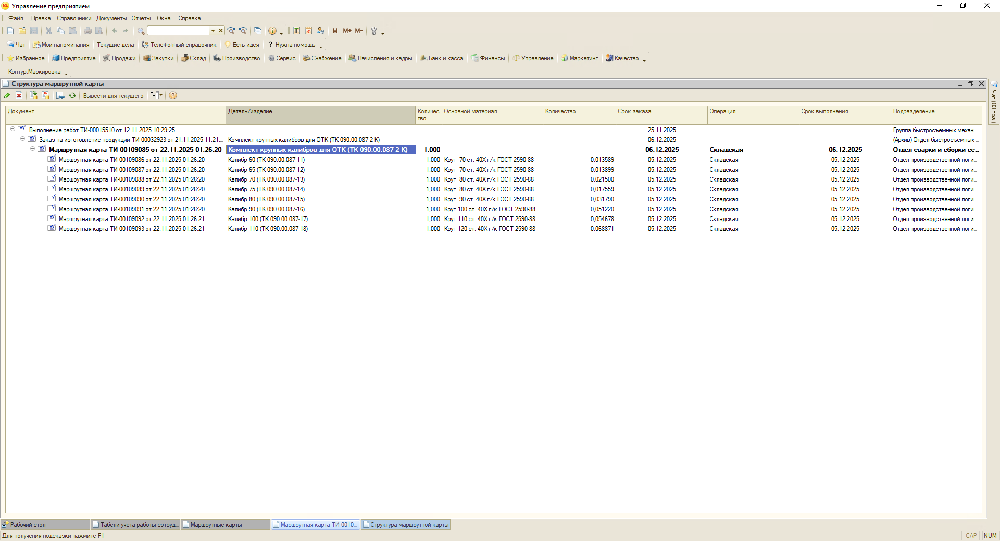 Управление предприятием
Файл Правка Справочники Документы Отчеты Окна Справка
M M+ M-
Чат Мои напоминания Текущие дела Телефонный справочник Есть идея ? Нужна помощь
Избранное Предприятие Продажи Закупки Склад Производство Сервис Снабжение Начисления и кадры Банк и касса Финансы Управление Маркетинг Качество
Контур.Маркировка
Структура маршрутной карты
Вывести для текущего
Чат (83 поз.)
Документ Деталь/изделие Количес тво Основной материал Количество Срок заказа Операция Срок выполнения Подразделение
Выполнение работ ТИ-00015510 от 12.11.2025 10:29:25 25.11.2025 Группа быстросъёмных механ...
Заказ на изготовление продукции ТИ-00032923 от 21.11.2025 11:21:... Комплект крупных калибров для ОТК (ТК 090.00.087-2-К) 06.12.2025 (Архив) Отдел быстросъемных ...
Маршрутная карта ТИ-00109085 от 22.11.2025 01:26:20 Комплект крупных калибров для ОТК (ТК 090.00.087-2-К) 1,000 06.12.2025 Складская 06.12.2025 Отдел сварки и сборки се...
Маршрутная карта ТИ-00109086 от 22.11.2025 01:26:20 Калибр 60 (ТК 090.00.087-11) 1,000 Круг 70 ст. 40Х г/к ГОСТ 2590-88 0,013589 05.12.2025 Складская 05.12.2025 Отдел производственной логи...
Маршрутная карта ТИ-00109087 от 22.11.2025 01:26:20 Калибр 65 (ТК 090.00.087-12) 1,000 Круг 70 ст. 40Х г/к ГОСТ 2590-88 0,013899 05.12.2025 Складская 05.12.2025 Отдел производственной логи...
Маршрутная карта ТИ-00109088 от 22.11.2025 01:26:20 Калибр 70 (ТК 090.00.087-13) 1,000 Круг 80 ст. 40Х г/к ГОСТ 2590-88 0,021500 05.12.2025 Складская 05.12.2025 Отдел производственной логи...
Маршрутная карта ТИ-00109089 от 22.11.2025 01:26:20 Калибр 75 (ТК 090.00.087-14) 1,000 Круг 80 ст. 40Х г/к ГОСТ 2590-88 0,017559 05.12.2025 Складская 05.12.2025 Отдел производственной логи...
Маршрутная карта ТИ-00109090 от 22.11.2025 01:26:20 Калибр 80 (ТК 090.00.087-15) 1,000 Круг 90 ст. 40Х г/к ГОСТ 2590-88 0,031790 05.12.2025 Складская 05.12.2025 Отдел производственной логи...
Маршрутная карта ТИ-00109091 от 22.11.2025 01:26:20 Калибр 90 (ТК 090.00.087-16) 1,000 Круг 100 ст. 40Х г/к ГОСТ 2590-88 0,051220 05.12.2025 Складская 05.12.2025 Отдел производственной логи...
Маршрутная карта ТИ-00109092 от 22.11.2025 01:26:21 Калибр 100 (ТК 090.00.087-17) 1,000 Круг 110 ст. 40Х г/к ГОСТ 2590-88 0,054678 05.12.2025 Складская 05.12.2025 Отдел производственной логи...
Маршрутная карта ТИ-00109093 от 22.11.2025 01:26:21 Калибр 110 (ТК 090.00.087-18) 1,000 Круг 120 ст. 40Х г/к ГОСТ 2590-88 0,068871 05.12.2025 Складская 05.12.2025 Отдел производственной логи...
Рабочий стол Табели учета работы сотруд... Маршрутные карты Маршрутная карта ТИ-0010... Структура маршрутной карты
Для получения подсказки нажмите F1 CAP NUM